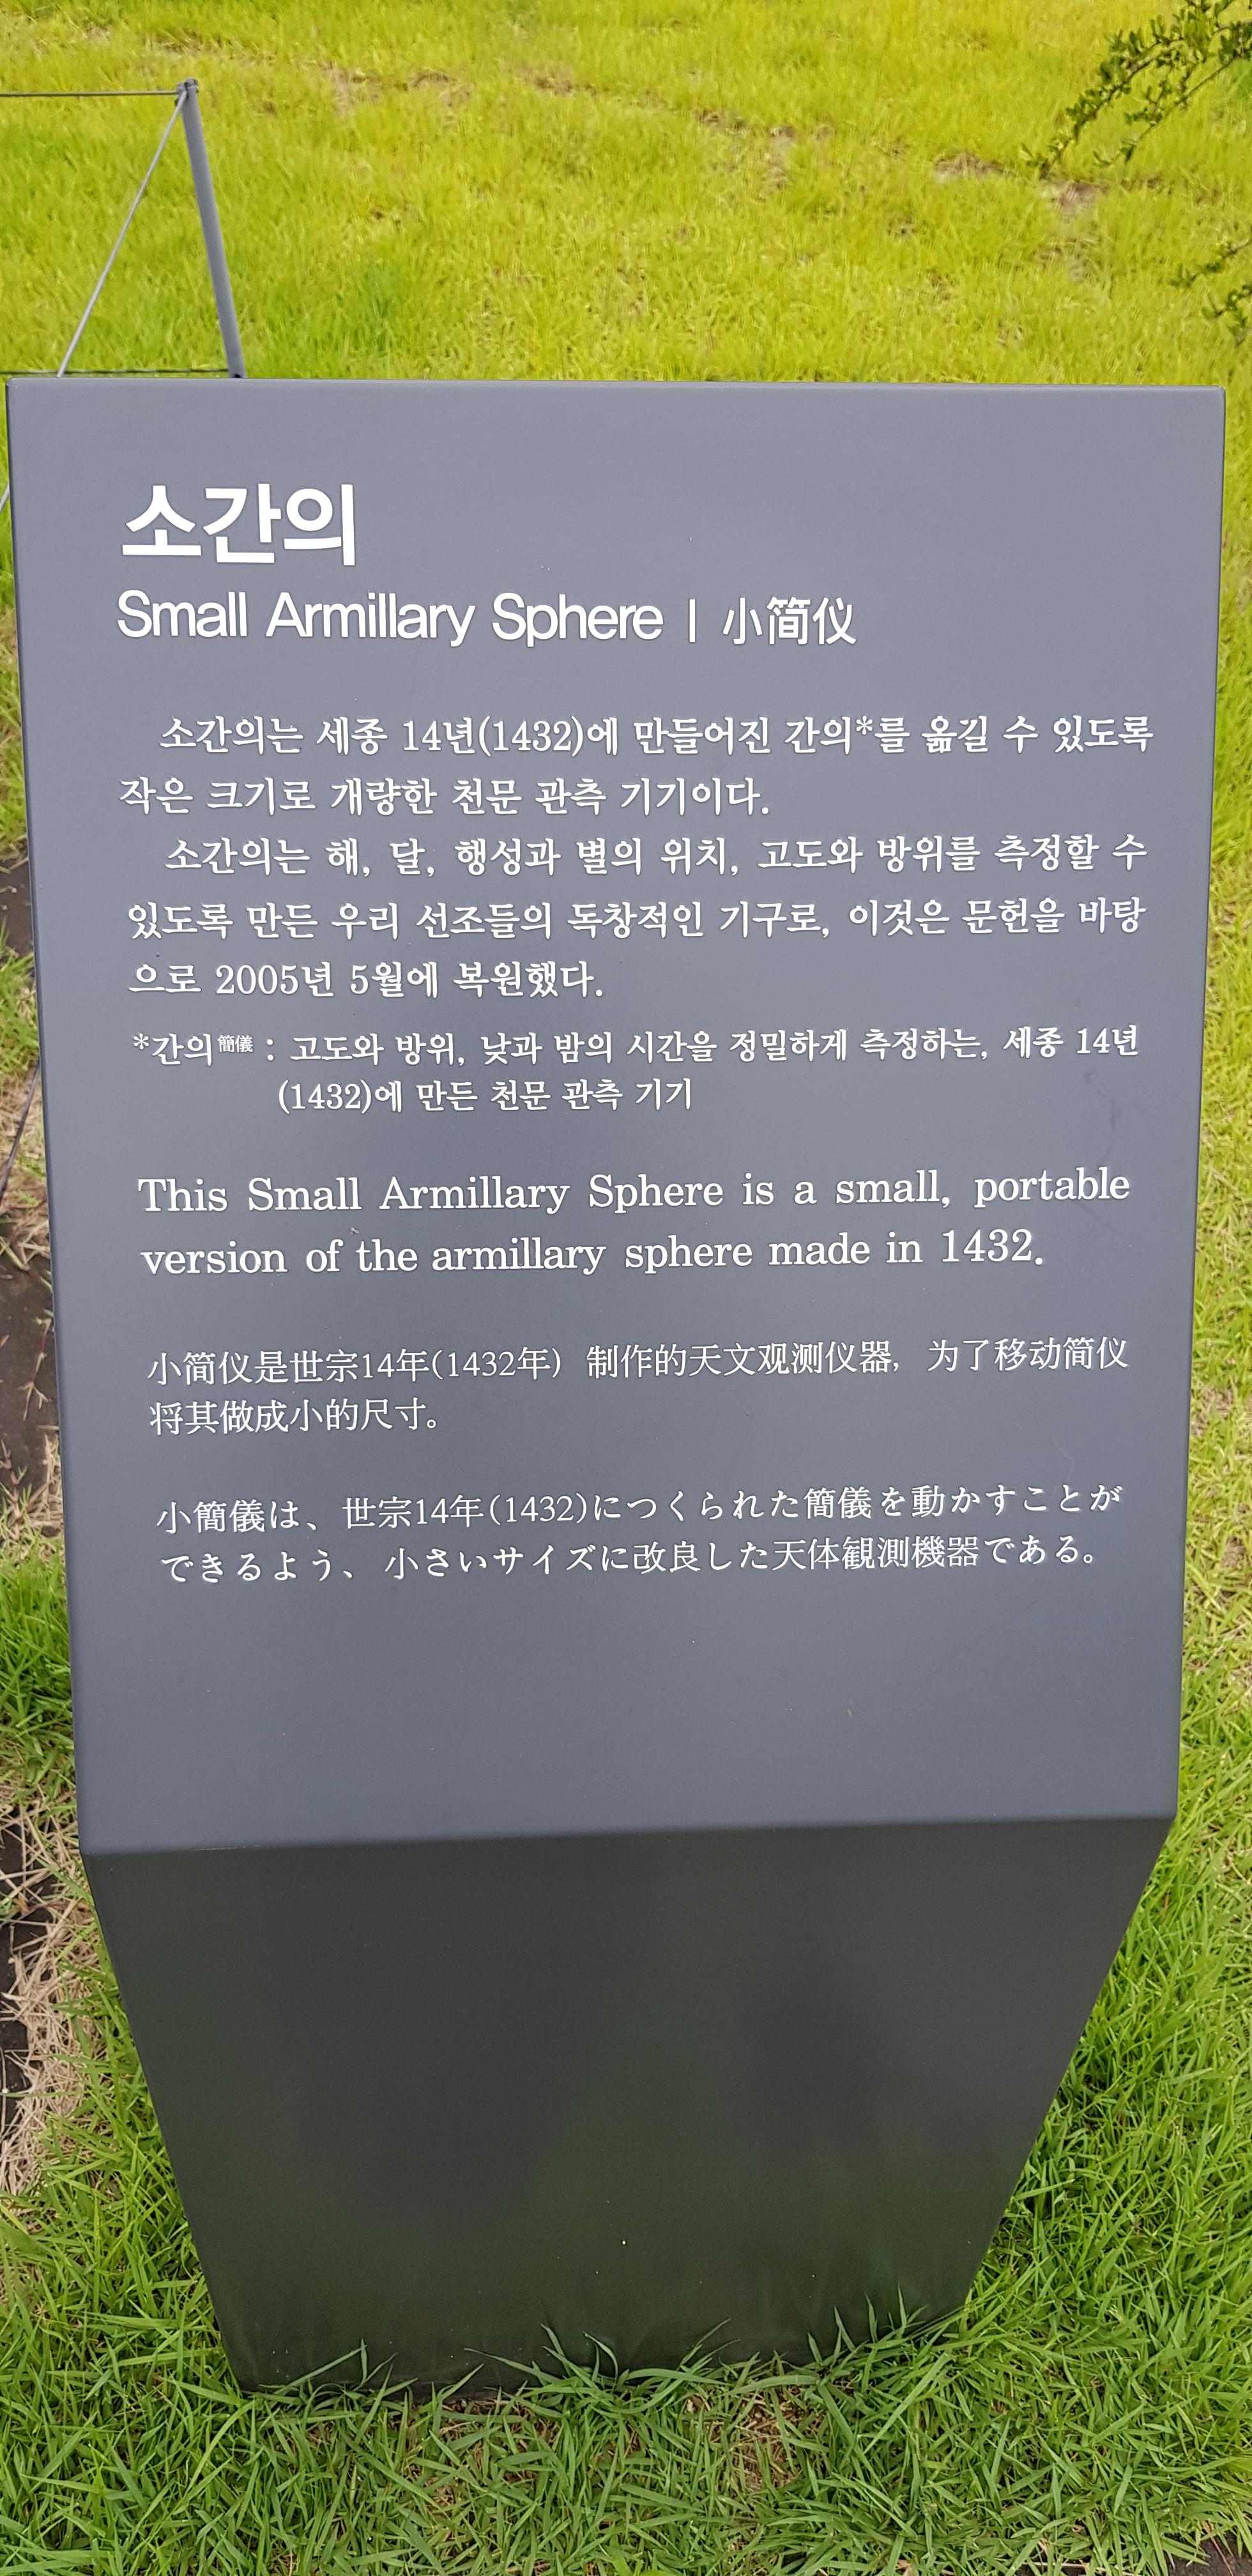 소간의
Small Armillary Sphere | 小简仪
소간의는 세종 14년(1432)에 만들어진 간의*를 옮길 수 있도록
작은 크기로 개량한 천문 관측 기기이다.
소간의는 해, 달, 행성과 별의 위치, 고도와 방위를 측정할 수
있도록 만든 우리 선조들의 독창적인 기구로, 이것은 문헌을 바탕
으로 2005년 5월에 복원했다.
*간의簡儀 : 고도와 방위, 낮과 밤의 시간을 정밀하게 측정하는, 세종 14년
(1432)에 만든 천문 관측 기기
This Small Armillary Sphere is a small, portable
version of the armillary sphere made in 1432.
小简仪是世宗14年(1432年) 制作的天文观测仪器, 为了移动简仪
将其做成小的尺寸。
小簡儀は、世宗14年(1432)につくられた簡儀を動かすことが
できるよう、小さいサイズに改良した天体観測機器である。